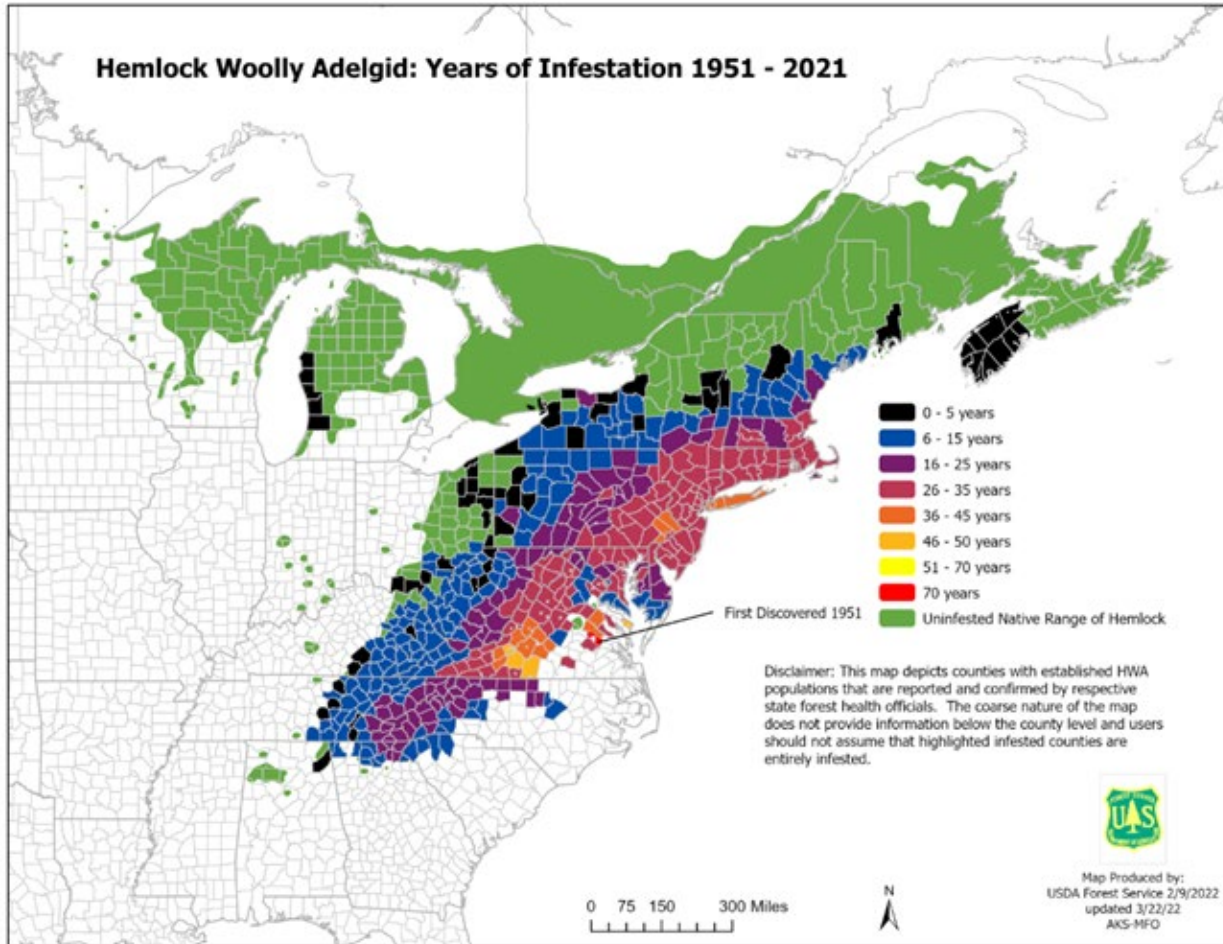 Hemlock Woolly Adelgid: Years of Infestation 1951 - 2021
0 - 5 years
6 - 15 years
16 - 25 years
26 - 35 years
36 - 45 years
46 - 50 years
51 - 70 years
70 years
Uninfested Native Range of Hemlock
First Discovered 1951
Disclaimer: This map depicts counties with established HWA
populations that are reported and confirmed by respective
state forest health officials. The coarse nature of the map
does not provide information below the county level and users
should not assume that highlighted infested counties are
entirely infested.
FOREST SERVICE
U S
DEPARTMENT OF AGRICULTURE
Map Produced by:
USDA Forest Service 2/9/2022
updated 3/22/22
AKS-MFO
N
0 75 150 300 Miles